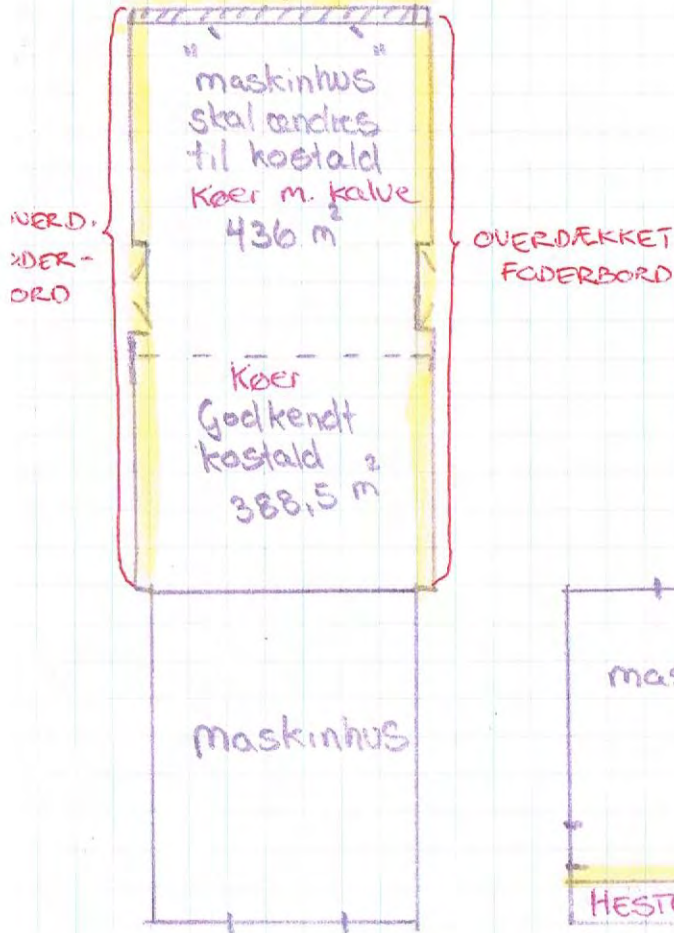 "maskinhus"
skal ændres
til kostald
Køer m. kalve
436 m²
OVERDÆKKET
FODERBORD
Køer
Godkendt
kostald
388,5 m²
maskinhus